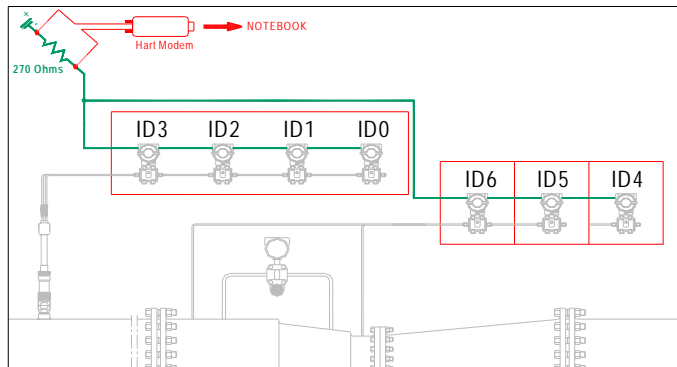 NOTEBOOK
Hart Modem
270 Ohms
ID3 ID2 ID1 ID0
ID6 ID5 ID4